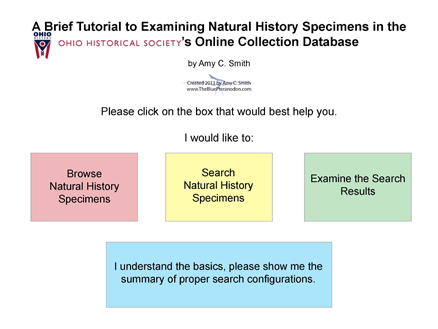 A Brief Tutorial to Examining Natural History Specimens in the
OHIO
OHIO HISTORICAL SOCIETY's Online Collection Database
by Amy C. Smith
Created 2011 by Amy C. Smith
www.TheBluePteranodon.com
Please click on the box that would best help you.
I would like to:
Browse
Natural History
Specimens
Search
Natural History
Specimens
Examine the Search
Results
I understand the basics, please show me the
summary of proper search configurations.